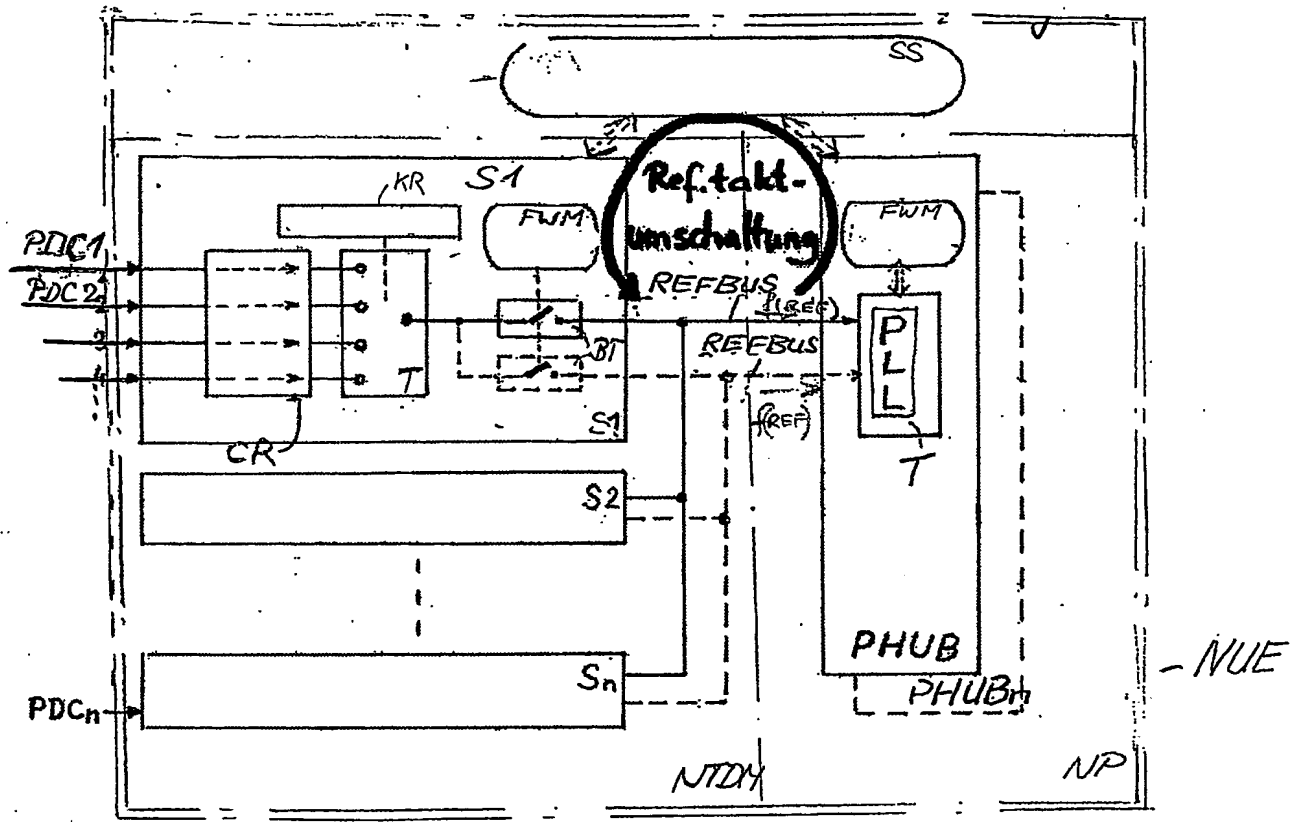 SS
S1
KR
FWM
Ref.takt-
umschaltung
FWM
PDC1
PDC2
3
4
REFBUS
f(REF)
REFBUS
f(REF)
BT
T
PLL
T
S1
CR
S2
PHUB
PHUBn
NUE
Sn
PDCn
NTDM
NP